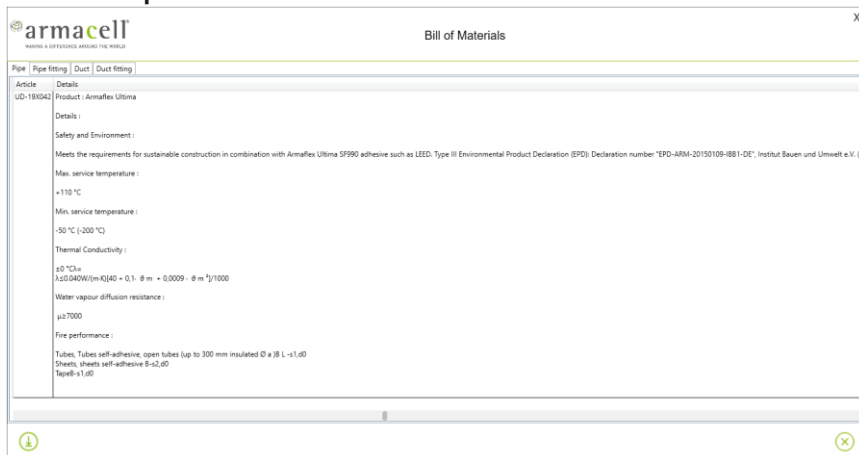 X
armacell
MAKING A DIFFERENCE AROUND THE WORLD
Bill of Materials
Pipe Pipe fitting Duct Duct fitting
Article Details
UD-19X042 Product : Armaflex Ultima
Details :
Safety and Environment :
Meets the requirements for sustainable construction in combination with Armaflex Ultima SF990 adhesive such as LEED. Type III Environmental Product Declaration (EPD): Declaration number "EPD-ARM-20150109-IBB1-DE", Institut Bauen und Umwelt e.V. (
Max. service temperature :
+110 °C
Min. service temperature :
-50 °C (-200 °C)
Thermal Conductivity :
±0 °Cλ=
λ≤0.040W/(m·K)[40 + 0,1· ϑ m + 0,0009 · ϑ m ²]/1000
Water vapour diffusion resistance :
μ≥7000
Fire performance :
Tubes, Tubes self-adhesive, open tubes (up to 300 mm insulated Ø a )B L -s1,d0
Sheets, sheets self-adhesive B-s2,d0
TapeB-s1,d0